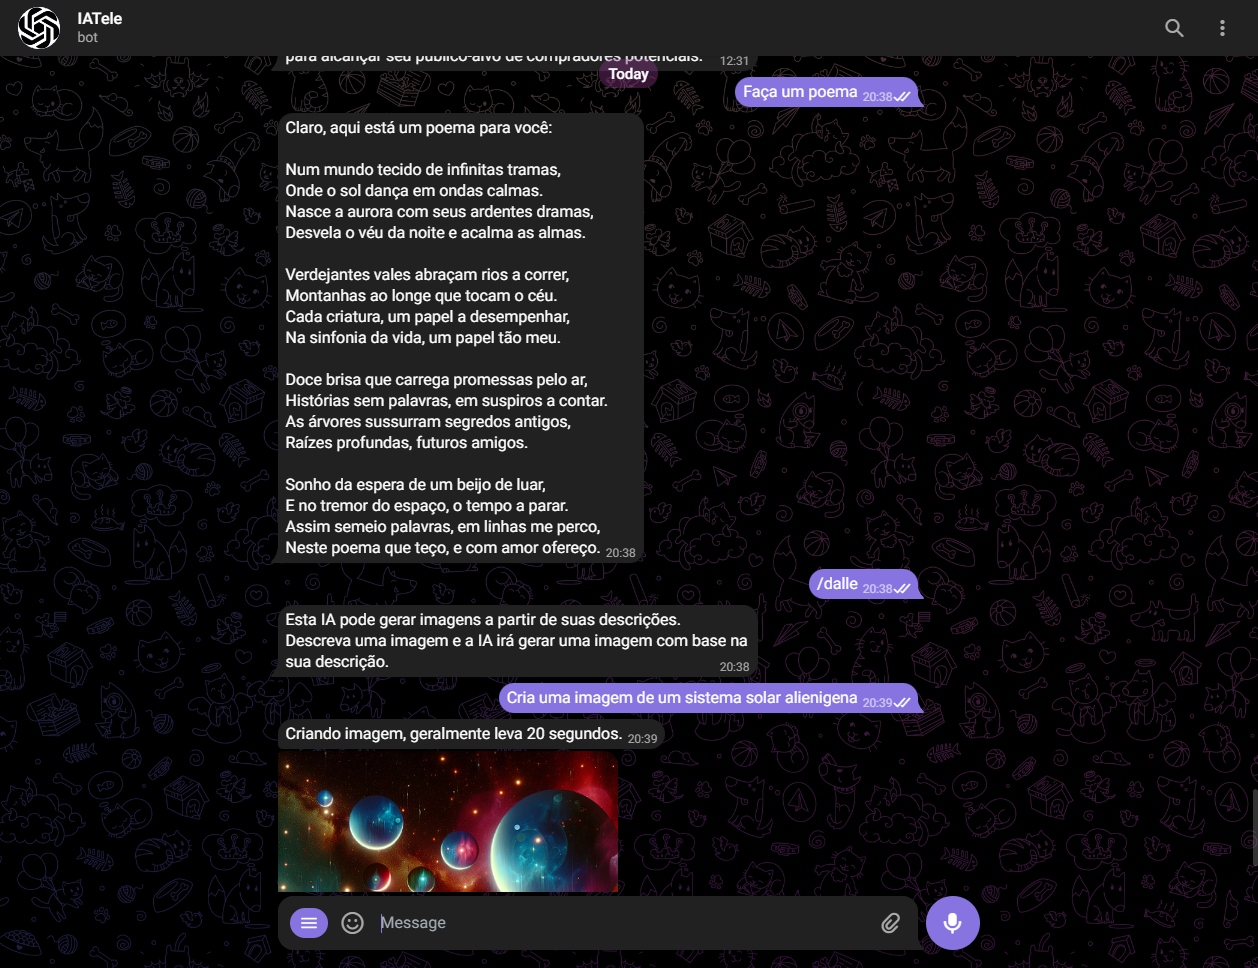 IATele
bot
para alcançar seu público-alvo de compradores potenciais. 12:31
Today
Faça um poema 20:38
Claro, aqui está um poema para você:
Num mundo tecido de infinitas tramas,
Onde o sol dança em ondas calmas.
Nasce a aurora com seus ardentes dramas,
Desvela o véu da noite e acalma as almas.
Verdejantes vales abraçam rios a correr,
Montanhas ao longe que tocam o céu.
Cada criatura, um papel a desempenhar,
Na sinfonia da vida, um papel tão meu.
Doce brisa que carrega promessas pelo ar,
Histórias sem palavras, em suspiros a contar.
As árvores sussurram segredos antigos,
Raízes profundas, futuros amigos.
Sonho da espera de um beijo de luar,
E no tremor do espaço, o tempo a parar.
Assim semeio palavras, em linhas me perco,
Neste poema que teço, e com amor ofereço. 20:38
/dalle 20:38
Esta IA pode gerar imagens a partir de suas descrições.
Descreva uma imagem e a IA irá gerar uma imagem com base na
sua descrição. 20:38
Cria uma imagem de um sistema solar alienigena 20:39
Criando imagem, geralmente leva 20 segundos. 20:39
Message